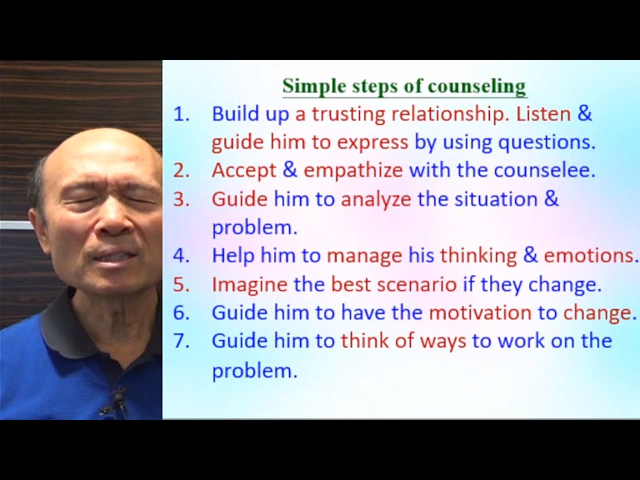 Simple steps of counseling
1. Build up a trusting relationship. Listen &
guide him to express by using questions.
2. Accept & empathize with the counselee.
3. Guide him to analyze the situation &
problem.
4. Help him to manage his thinking & emotions.
5. Imagine the best scenario if they change.
6. Guide him to have the motivation to change.
7. Guide him to think of ways to work on the
problem.